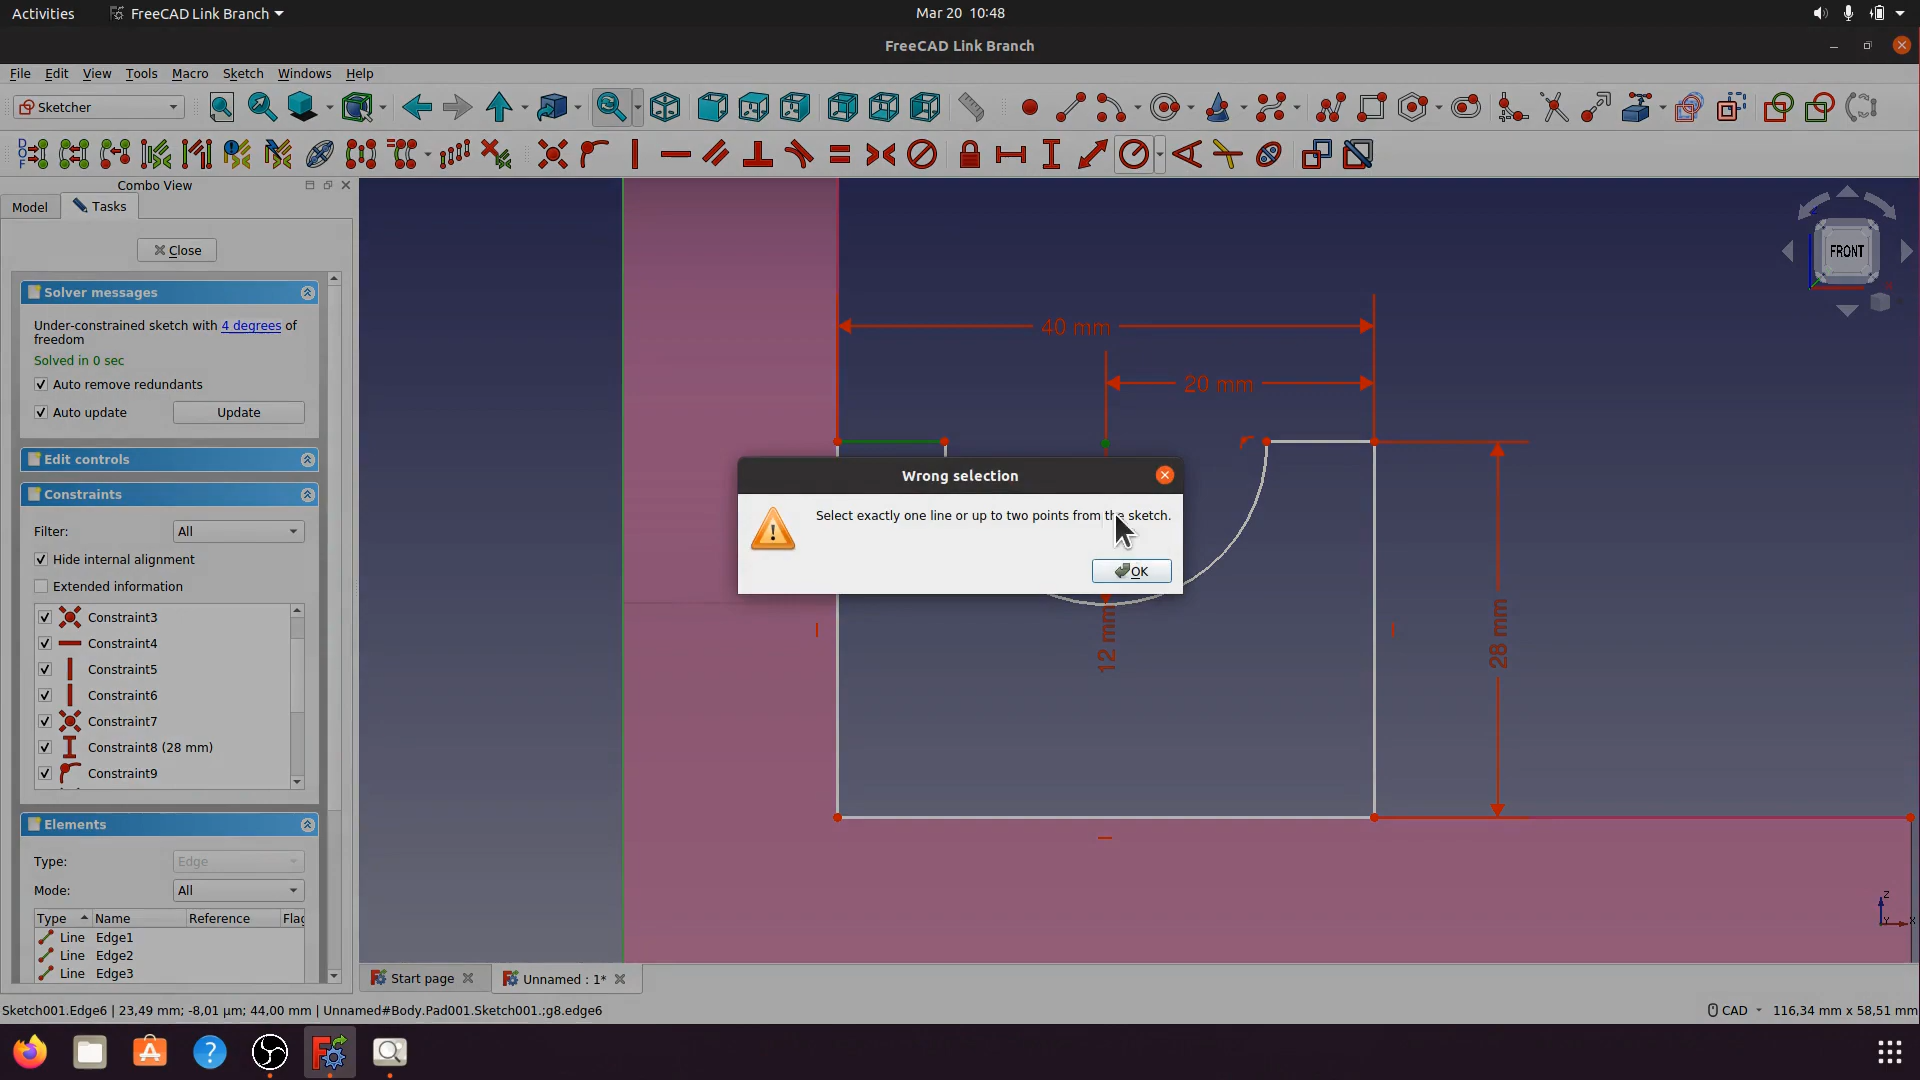 Activities
FreeCAD Link Branch
Mar 20 10:48
FreeCAD Link Branch
File Edit View Tools Macro Sketch Windows Help
Sketcher
DOF
Combo View
Model
Tasks
Close
Solver messages
Under-constrained sketch with 4 degrees of
freedom
Solved in 0 sec
Auto remove redundants
Auto update
Update
Edit controls
Constraints
Filter:
All
Hide internal alignment
Extended information
Constraint3
Constraint4
Constraint5
Constraint6
Constraint7
Constraint8 (28 mm)
Constraint9
Elements
Type:
Edge
Mode:
All
Type Name Reference Flag
Line Edge1
Line Edge2
Line Edge3
FRONT
40 mm
20 mm
Wrong selection
Select exactly one line or up to two points from the sketch.
OK
12 mm
28 mm
Z
Y
X
Start page
Unnamed : 1*
Sketch001.Edge6 | 23,49 mm; -8,01 µm; 44,00 mm | Unnamed#Body.Pad001.Sketch001.;g8.edge6
CAD
116,34 mm x 58,51 mm